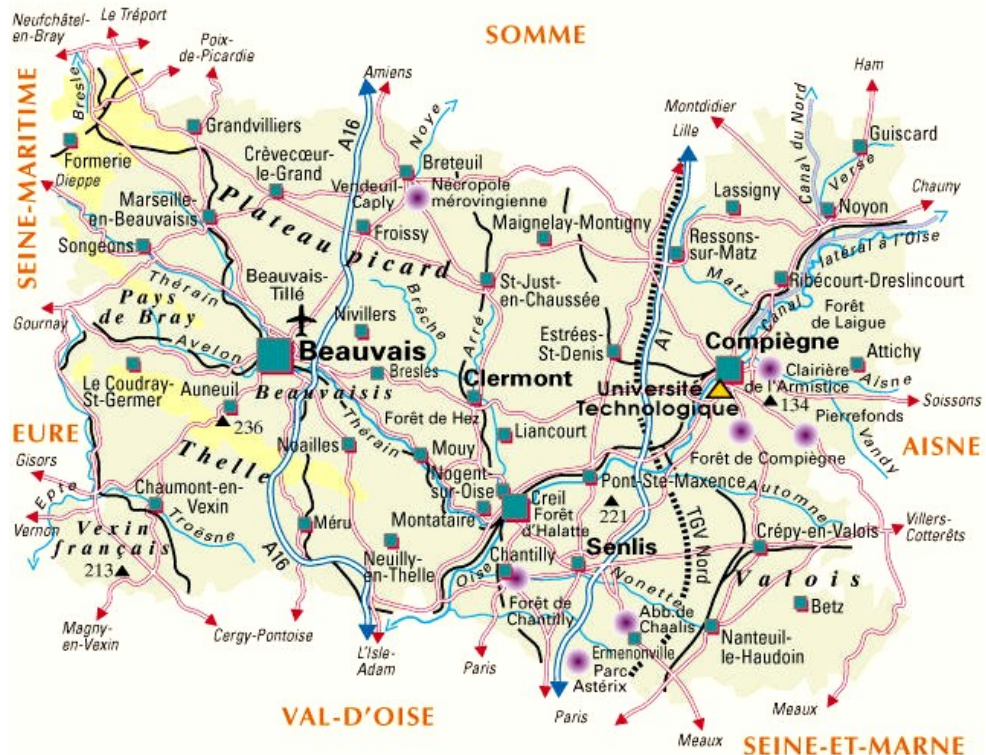 Neufchâtel-
en-Bray
Le Tréport
Poix-
de-Picardie
SOMME
Amiens
Ham
Montdidier
Lille
SEINE-MARITIME
Bresle
A16
Noye
Canal du Nord
Grandvilliers
Guiscard
Formerie
Crèvecœur-
le-Grand
Breteuil
Verse
Dieppe
Vendeuil-
Caply
Nécropole
mérovingienne
Lassigny
Chauny
Marseille-
en-Beauvaisis
Plateau picard
Froissy
Maignelay-Montigny
Noyon
Songeons
Ressons-
sur-Matz
latéral à l'Oise
Canal
Thérain
Beauvais-
Tillé
St-Just-
en-Chaussée
Matz
Ribécourt-Dreslincourt
Pays
de Bray
Nivillers
Brêche
Arré
Forêt
de Laigue
Gournay
Avelon
Beauvais
Estrées-
St-Denis
A1
Compiègne
Attichy
Le Coudray-
St-Germer
Auneuil
Bresles
Beauvaisis
Clermont
Université
Technologique
Clairière
de l'Armistice
Aisne
134
Soissons
Forêt de Hez
Pierrefonds
EURE
236
Noailles
Thérain
Liancourt
Vandy
AISNE
Thelle
Mouy
Forêt de Compiègne
Gisors
Nogent-
sur-Oise
Pont-Ste-Maxence
Epte
Chaumont-
en-Vexin
Creil
Automne
Vernon
Troësne
Méru
Montataire
Forêt
d'Halatte
221
TGV Nord
Crépy-en-Valois
Villers-
Cotterêts
Vexin
français
A16
Neuilly-
en-Thelle
Chantilly
Senlis
213
Oise
Nonette
Valois
Forêt de
Chantilly
Abb. de
Chaalis
Betz
Magny-
en-Vexin
Cergy-Pontoise
L'Isle-
Adam
Paris
Ermenonville
Parc
Astérix
Nanteuil-
le-Haudoin
Paris
Meaux
Meaux
VAL-D'OISE
SEINE-ET-MARNE